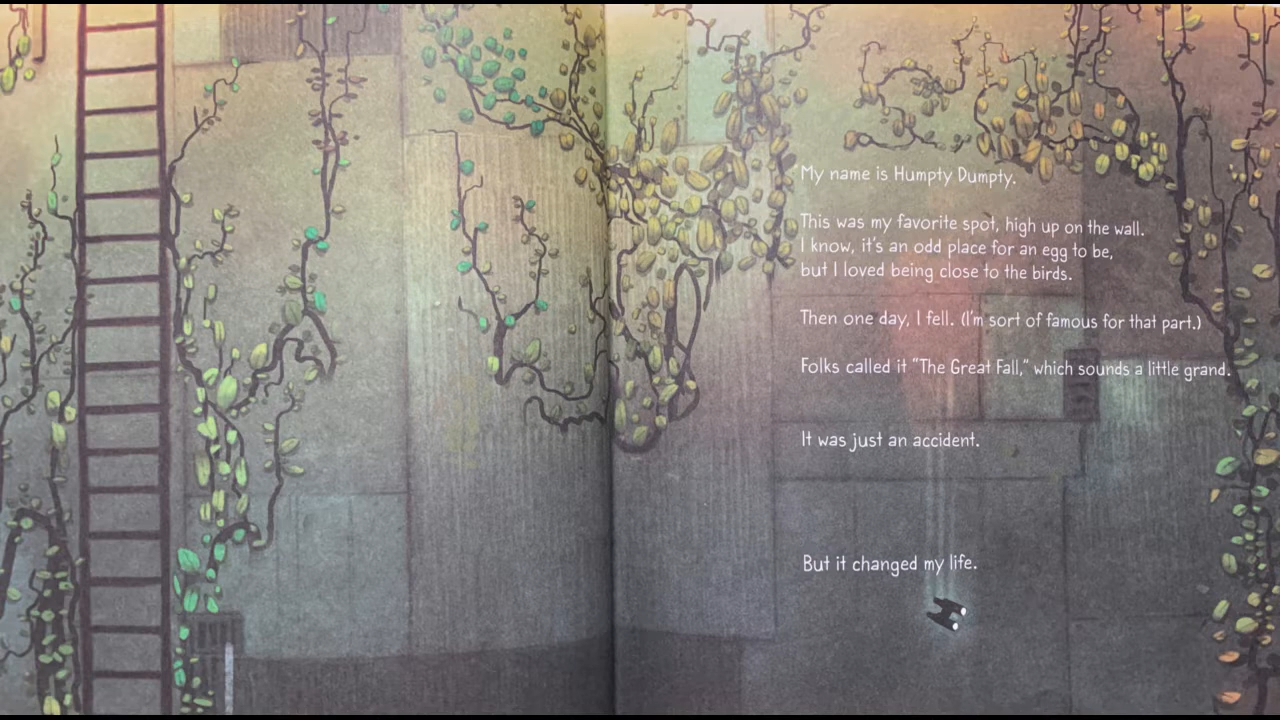 My name is Humpty Dumpty.
This was my favorite spot, high up on the wall.
I know, it's an odd place for an egg to be,
but I loved being close to the birds.
Then one day, I fell. (I'm sort of famous for that part.)
Folks called it "The Great Fall," which sounds a little grand.
It was just an accident.
But it changed my life.